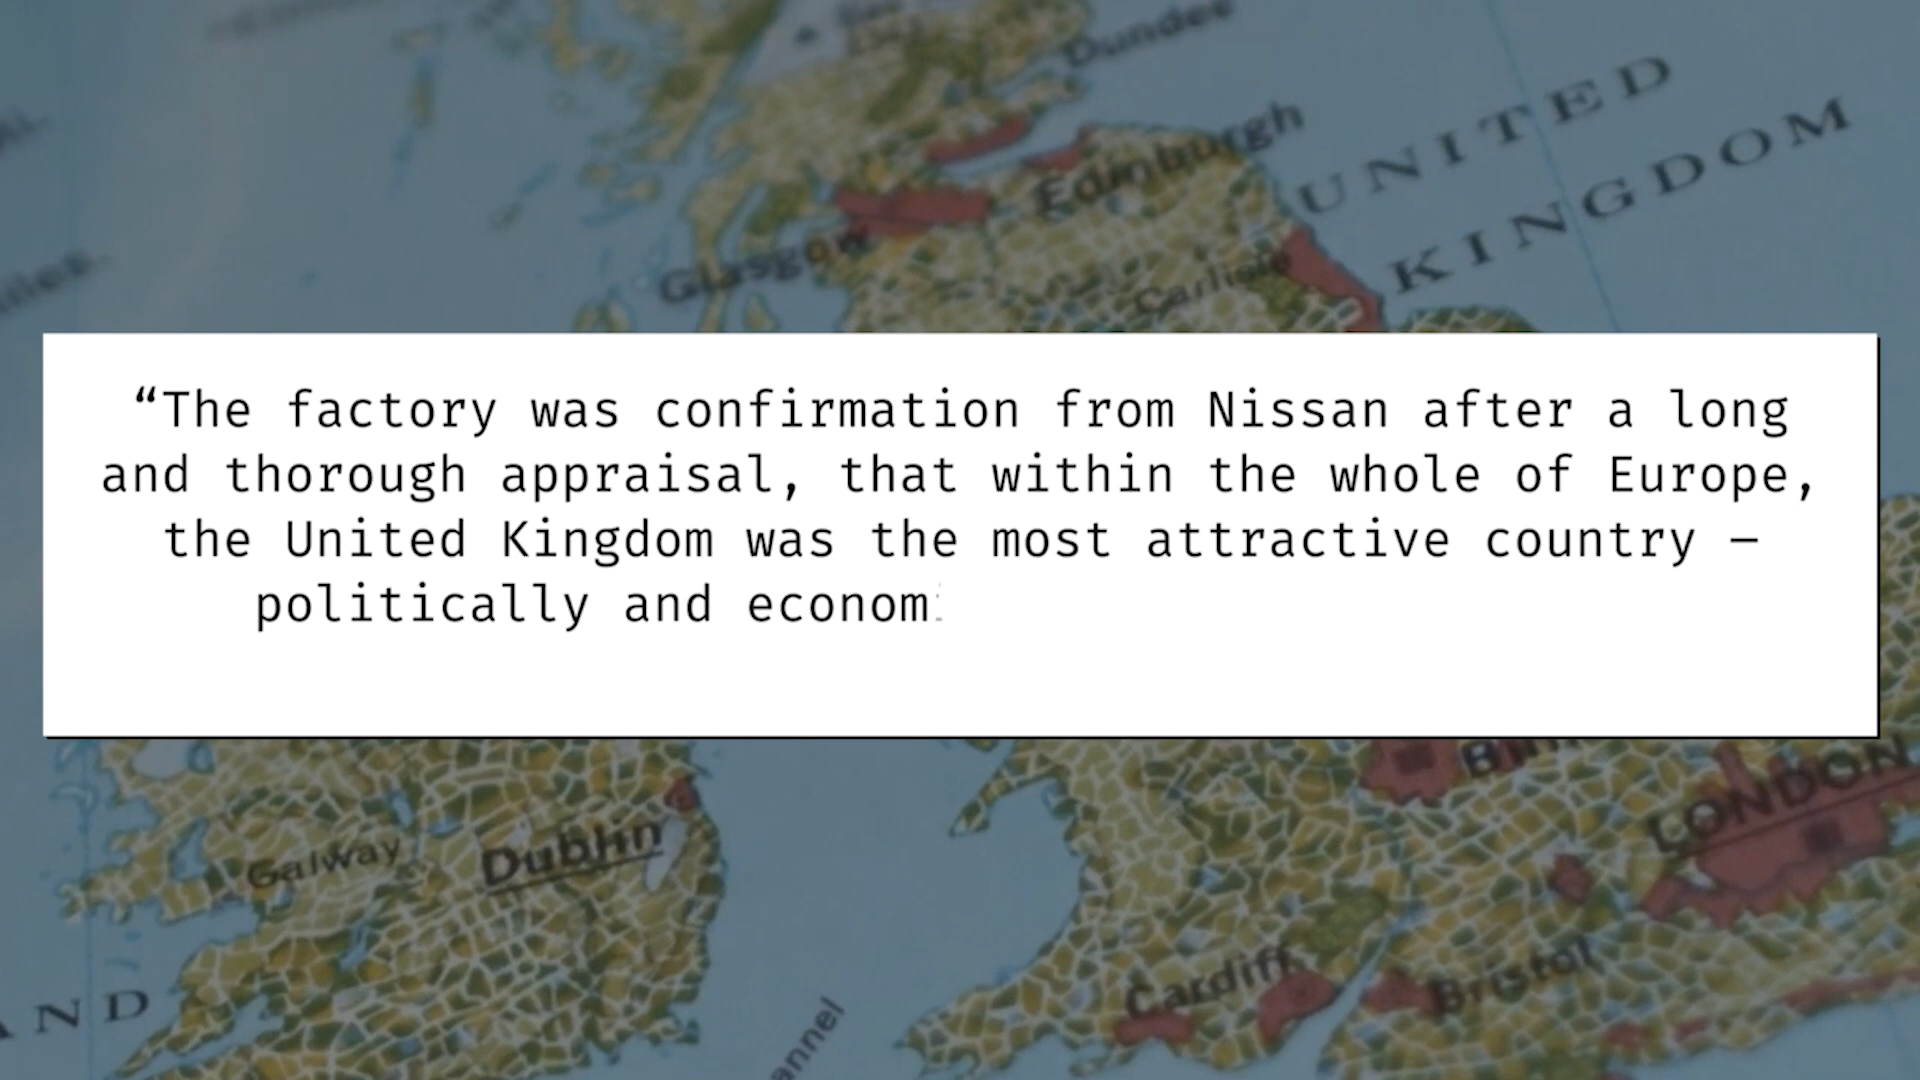 Dundee
Edinburgh
UNITED
KINGDOM
Glasgow
Carlisle
“The factory was confirmation from Nissan after a long
and thorough appraisal, that within the whole of Europe,
the United Kingdom was the most attractive country –
politically and econom
LONDON
Galway
Dublin
Cardiff
Bristol